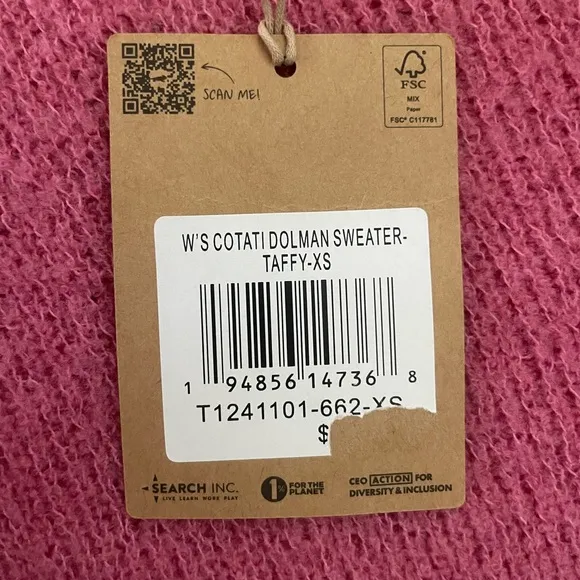 SCAN ME!
FSC
MIX
Paper
FSC® C117781
W'S COTATI DOLMAN SWEATER-
TAFFY-XS
1 94856 14736 8
T1241101-662-XS
$
SEARCH INC.
LIVE LEARN WORK PLAY
1% FOR THE
PLANET
CEO ACTION FOR
DIVERSITY & INCLUSION